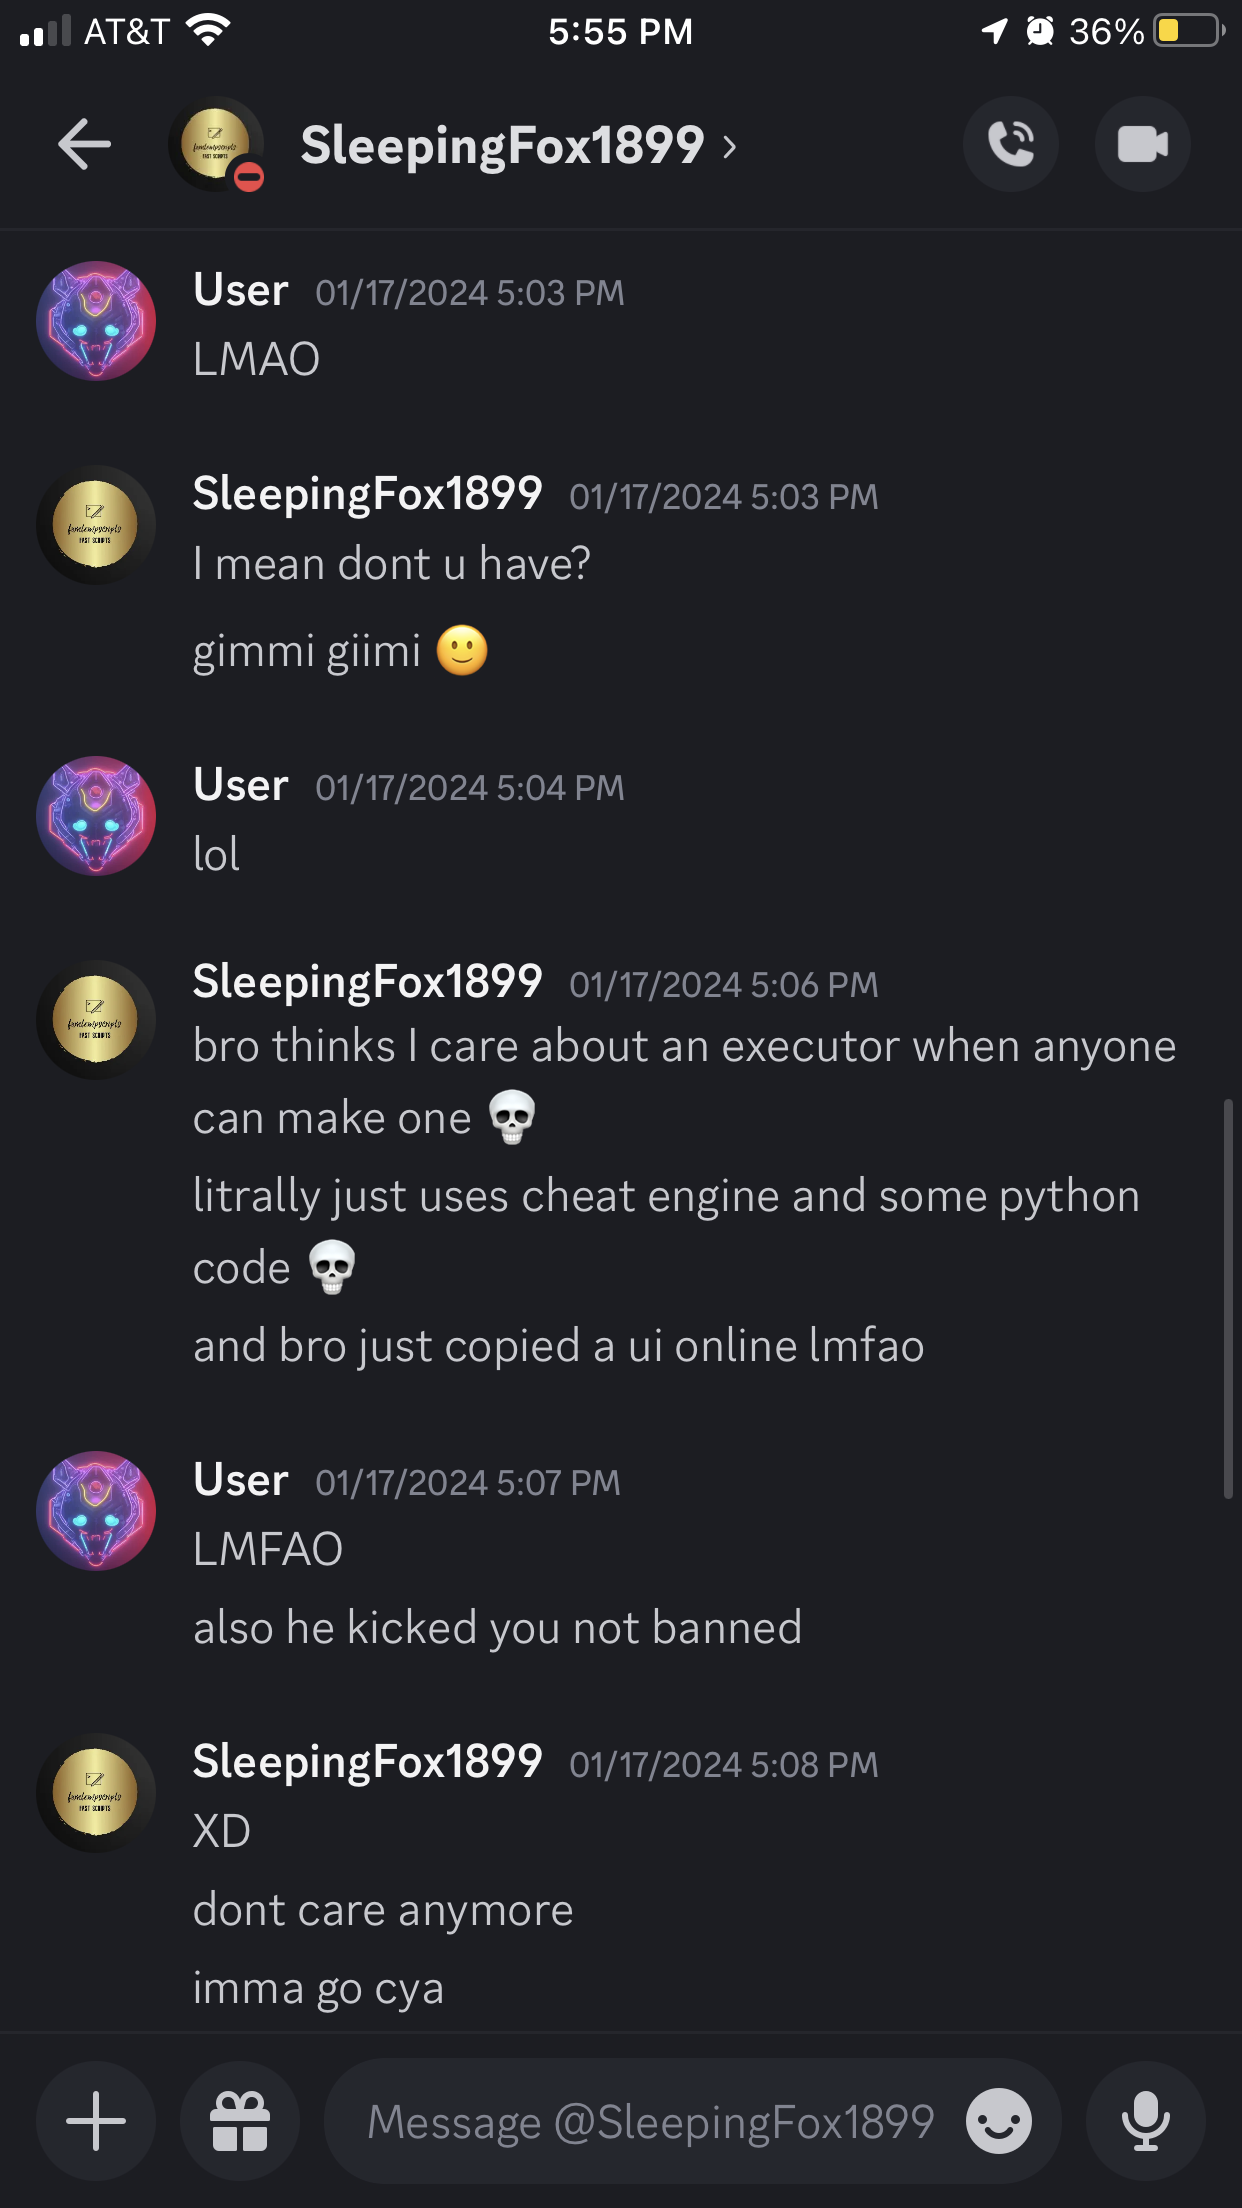 AT&T 5:55 PM 36%
SleepingFox1899
User 01/17/2024 5:03 PM
LMAO
SleepingFox1899 01/17/2024 5:03 PM
I mean dont u have?
gimmi giimi 🙂
User 01/17/2024 5:04 PM
lol
SleepingFox1899 01/17/2024 5:06 PM
bro thinks I care about an executor when anyone
can make one 💀
litrally just uses cheat engine and some python
code 💀
and bro just copied a ui online lmfao
User 01/17/2024 5:07 PM
LMFAO
also he kicked you not banned
SleepingFox1899 01/17/2024 5:08 PM
XD
dont care anymore
imma go cya
Message @SleepingFox1899